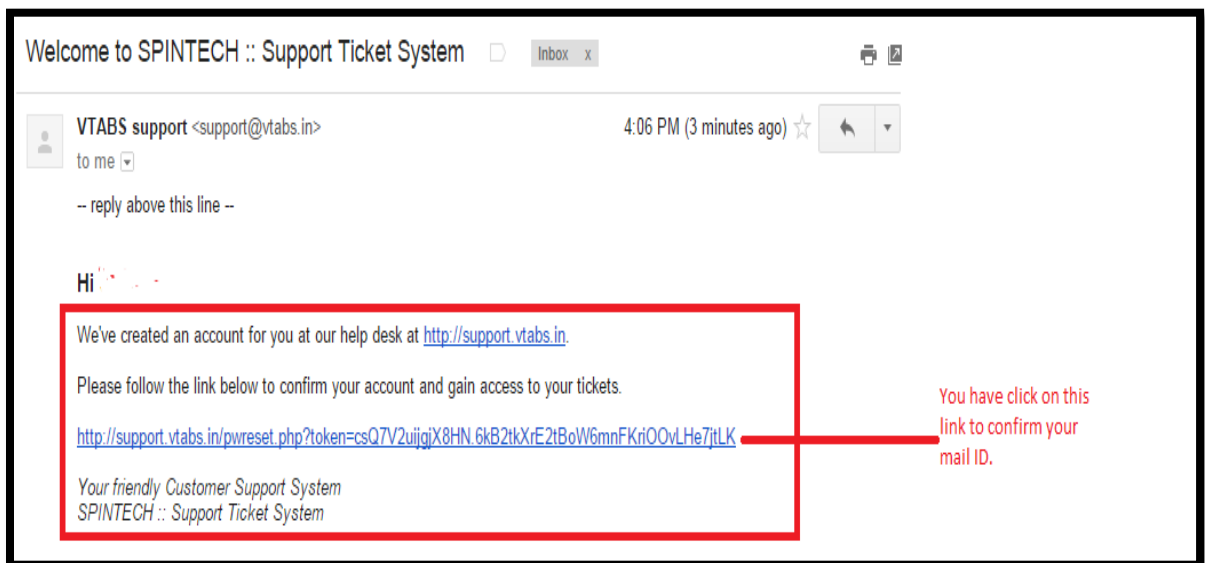 Welcome to SPINTECH :: Support Ticket System Inbox x
VTABS support <support@vtabs.in> 4:06 PM (3 minutes ago)
to me
-- reply above this line --
Hi
We've created an account for you at our help desk at http://support.vtabs.in.
Please follow the link below to confirm your account and gain access to your tickets.
http://support.vtabs.in/pwreset.php?token=csQ7V2uijgjX8HN.6kB2tkXrE2tBoW6mnFKriOOvLHe7jtLK
Your friendly Customer Support System
SPINTECH :: Support Ticket System
You have click on this
link to confirm your
mail ID.